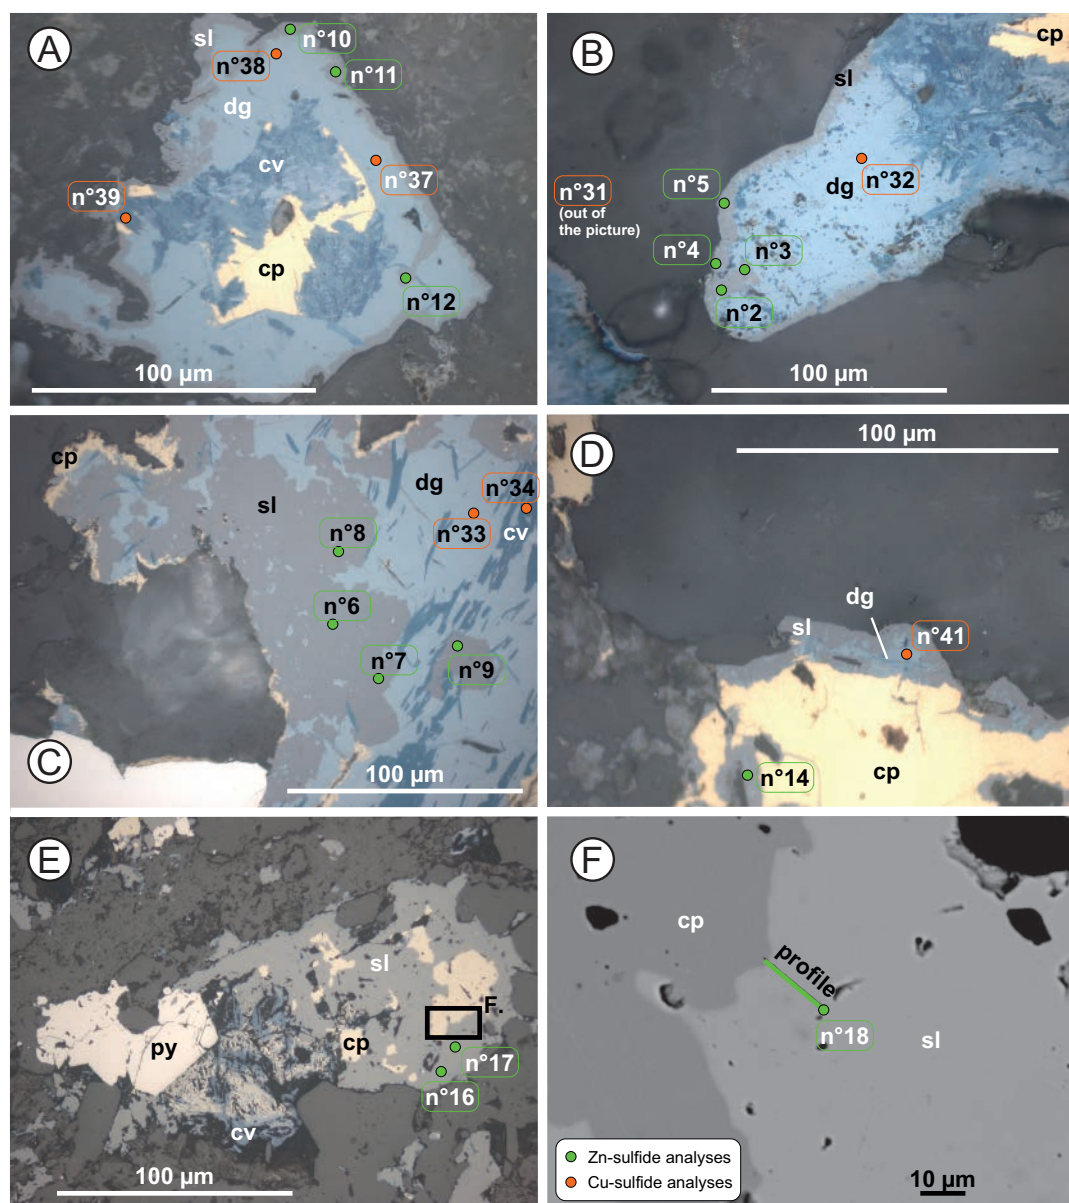 A
sl
n°10
n°38
n°11
dg
cv
n°37
n°39
cp
n°12
100 µm
B
cp
sl
n°31
(out of
the picture)
n°5
dg
n°32
n°4
n°3
n°2
100 µm
C
cp
sl
dg
n°34
n°33
cv
n°8
n°6
n°7
n°9
100 µm
D
100 µm
dg
sl
n°41
cp
n°14
E
sl
F.
py
cp
n°17
n°16
cv
100 µm
F
cp
profile
n°18
sl
Zn-sulfide analyses
Cu-sulfide analyses
10 µm